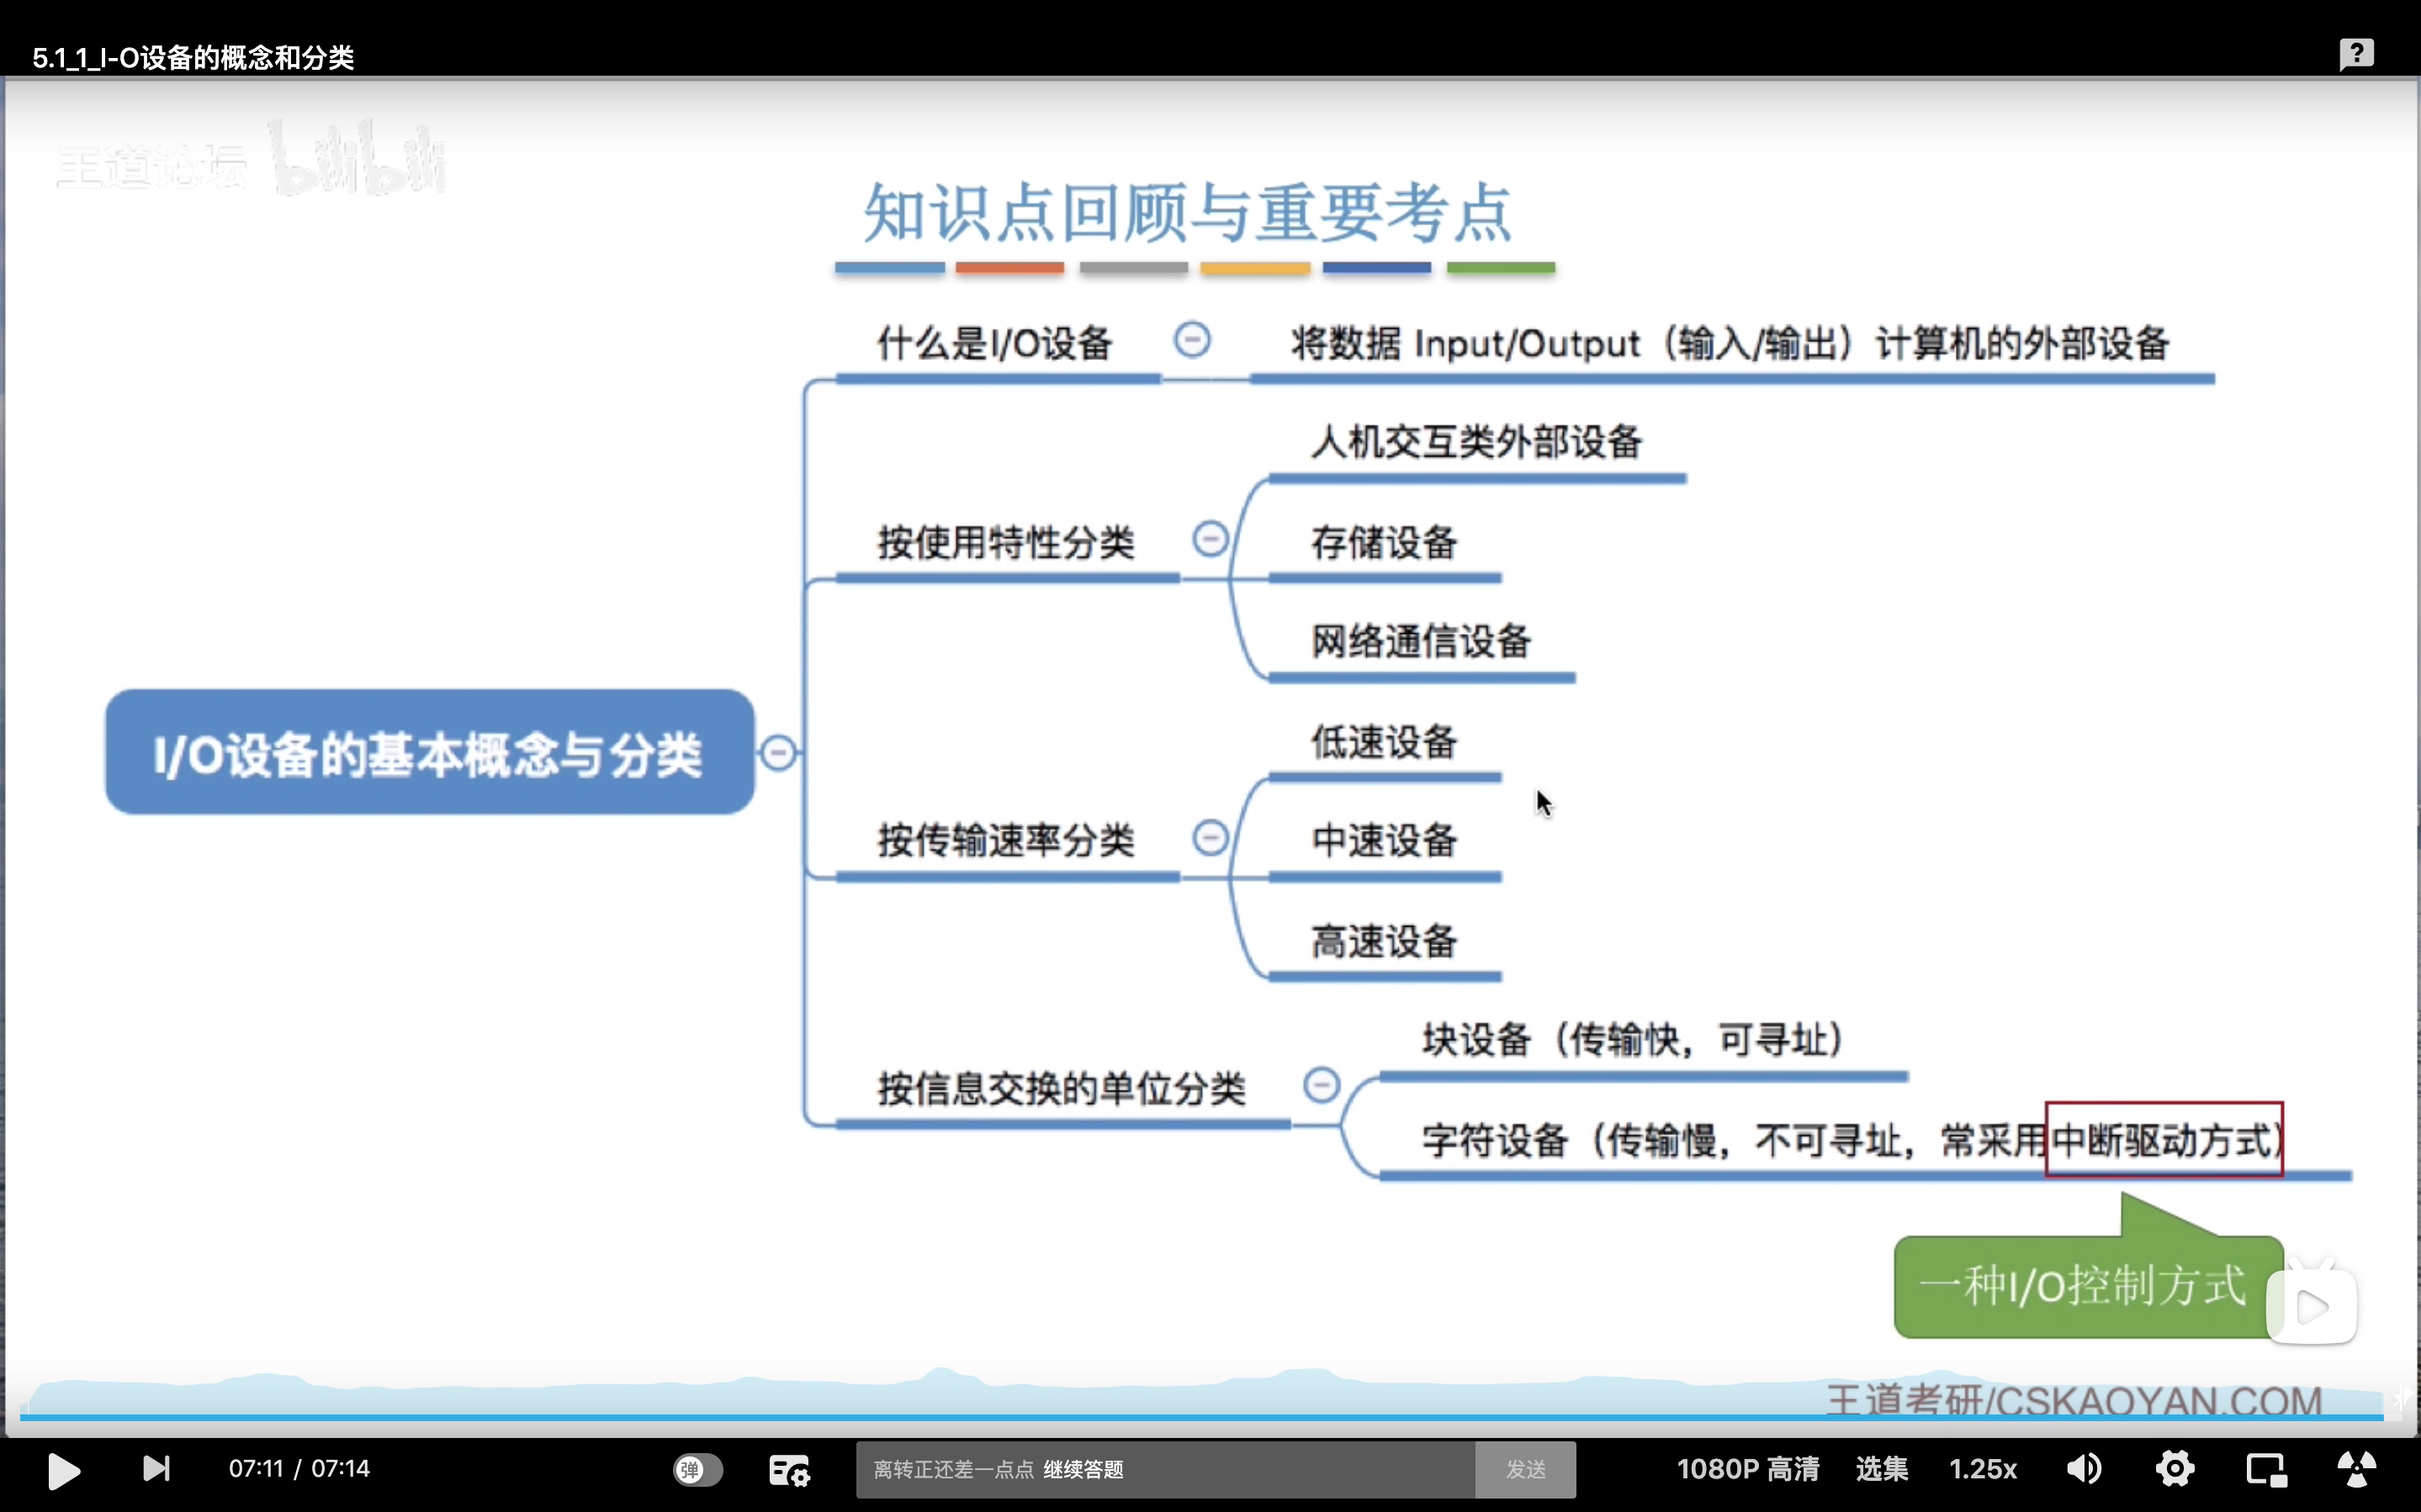 5.1_1_I-O设备的概念和分类
王道论坛 bilibili
知识点回顾与重要考点
什么是I/O设备
将数据 Input/Output（输入/输出）计算机的外部设备
人机交互类外部设备
按使用特性分类
存储设备
网络通信设备
I/O设备的基本概念与分类
低速设备
按传输速率分类
中速设备
高速设备
块设备（传输快，可寻址）
按信息交换的单位分类
字符设备（传输慢，不可寻址，常采用中断驱动方式）
一种I/O控制方式
王道考研/CSKAOYAN.COM
07:11 / 07:14
弹
离转正还差一点点 继续答题
发送
1080P 高清
选集
1.25x